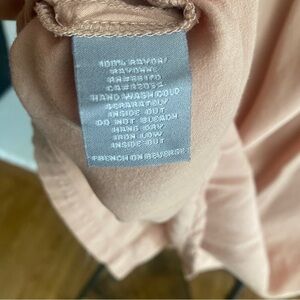 100% RAYON/
RAYONNE
HAND WASH COLD
SEPARATELY
INSIDE OUT
DO NOT BLEACH
HANG DRY
IRON LOW
INSIDE OUT
FRENCH ON REVERSE